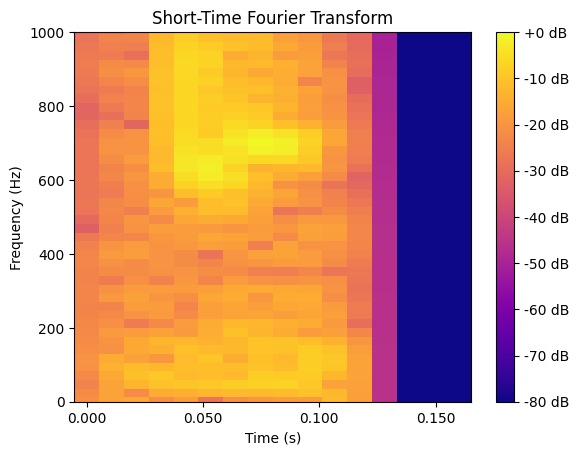 Short-Time Fourier Transform
1000
800
600
400
200
0
Frequency (Hz)
0.000
0.050
0.100
0.150
Time (s)
+0 dB
-10 dB
-20 dB
-30 dB
-40 dB
-50 dB
-60 dB
-70 dB
-80 dB